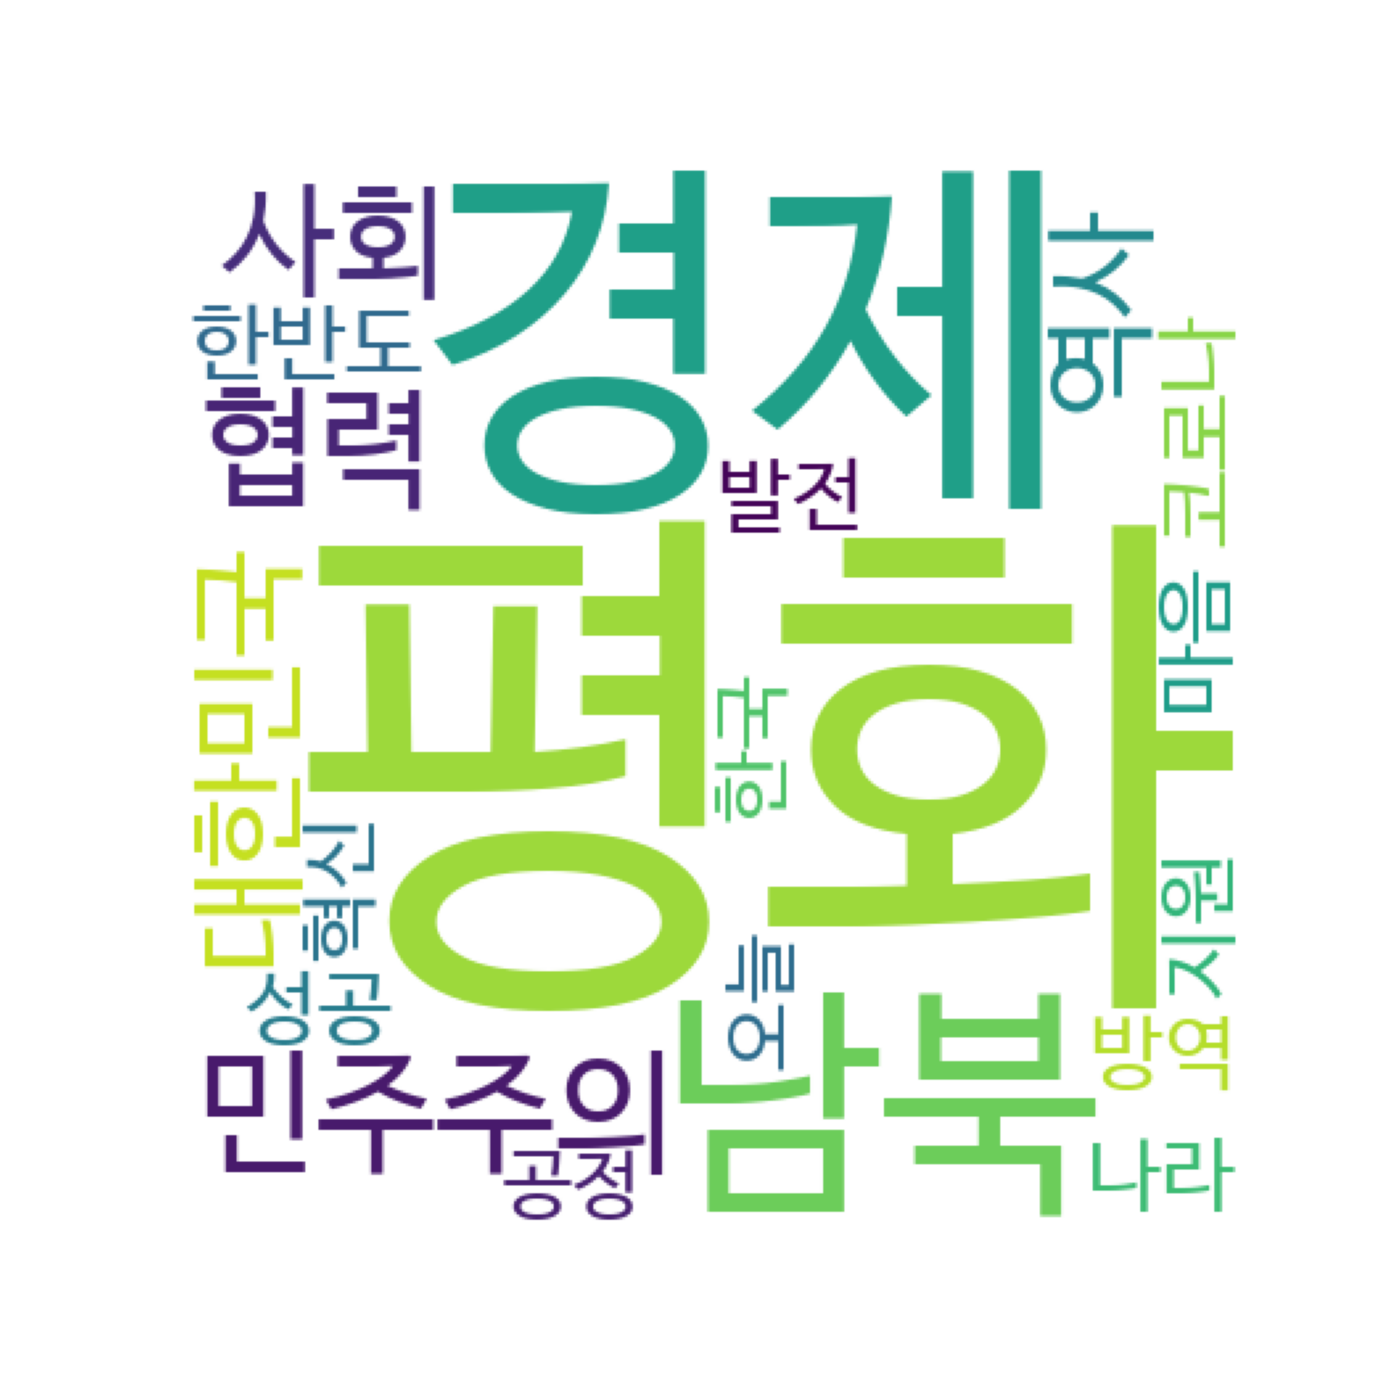 사회
경제
역사
한반도
협력
코로나
발전
평화
대한민국
마음
한국
혁신
지원
오늘
성공
남북
방역
민주주의
공정
나라